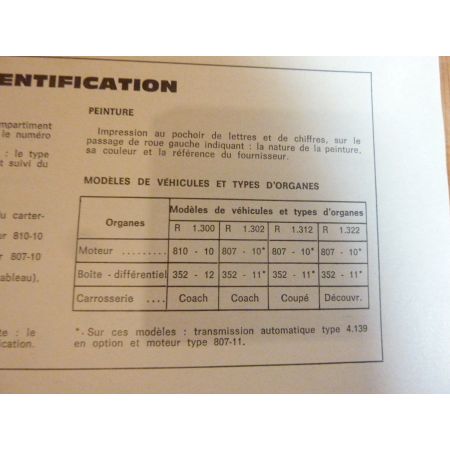 ENTIFICATION
mpartiment
le numéro
: le type
t suivi du
u carter-
ur 810-10
r 807-10
ableau).
te : le
ication.
PEINTURE
Impression au pochoir de lettres et de chiffres, sur le
passage de roue gauche indiquant : la nature de la peinture,
sa couleur et la référence du fournisseur.
MODÈLES DE VÉHICULES ET TYPES D'ORGANES
Organes Modèles de véhicules et types d'organes
R 1.300 R 1.302 R 1.312 R 1.322
Moteur ......... 810 - 10 807 - 10* 807 - 10* 807 - 10*
Boîte - différentiel 352 - 12 352 - 11* 352 - 11* 352 - 11*
Carrosserie .... Coach Coach Coupé Découvr.
*- Sur ces modèles : transmission automatique type 4.139
en option et moteur type 807-11.